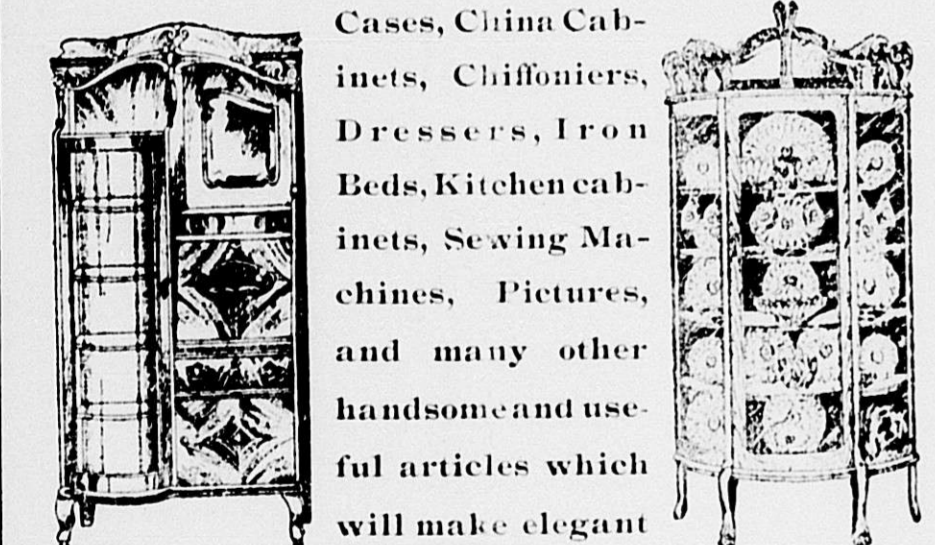 Cases, China Cab-
inets, Chiffoniers,
Dressers, Iron
Beds, Kitchen cab-
inets, Sewing Ma-
chines, Pictures,
and many other
handsome and use-
ful articles which
will make elegant